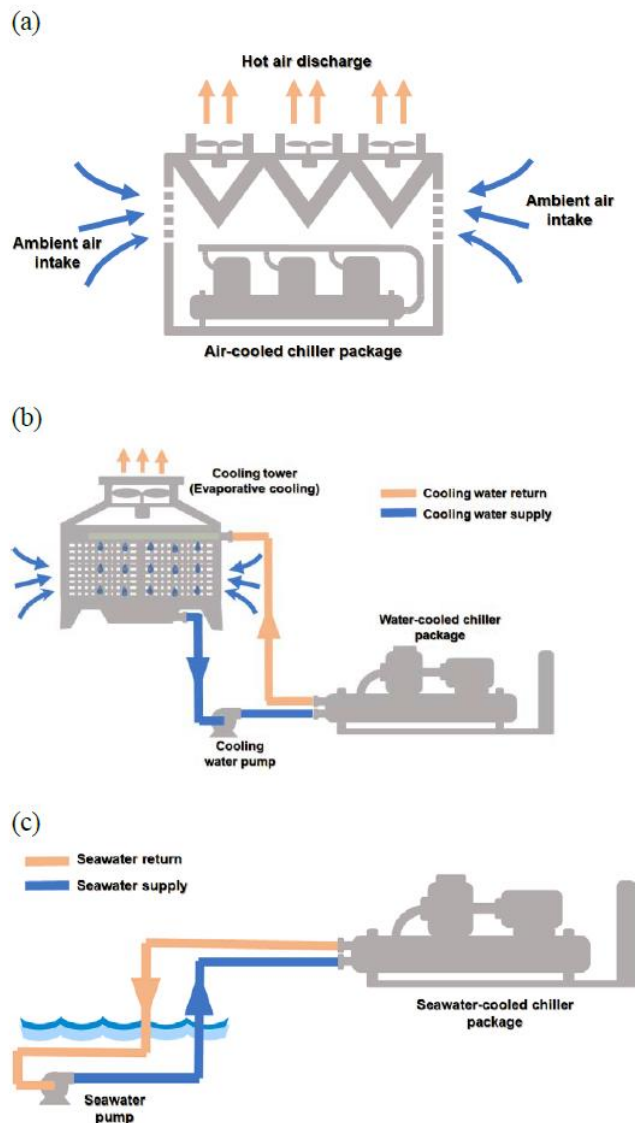 (a)
Hot air discharge
Ambient air
intake
Ambient air
intake
Air-cooled chiller package
(b)
Cooling tower
(Evaporative cooling)
Cooling water return
Cooling water supply
Water-cooled chiller
package
Cooling
water pump
(c)
Seawater return
Seawater supply
Seawater-cooled chiller
package
Seawater
pump